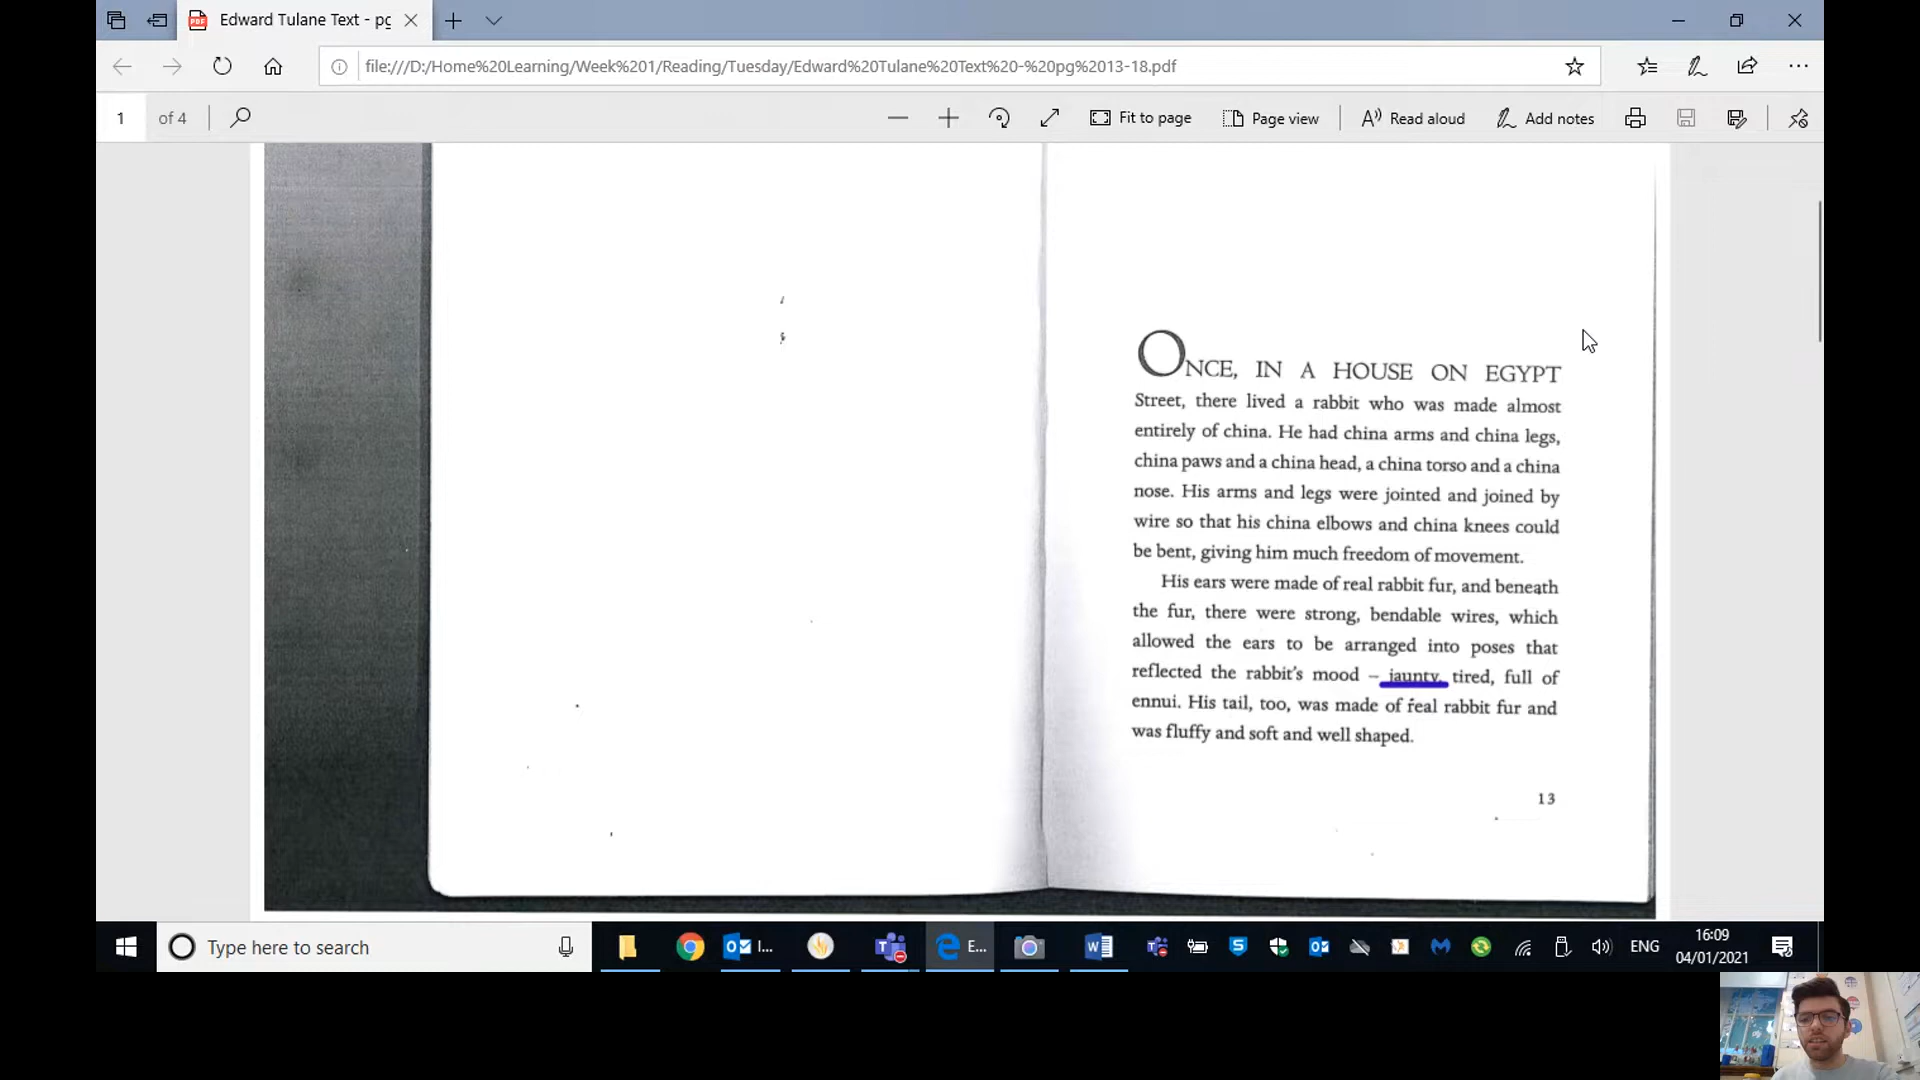 Edward Tulane Text - pg
file:///D:/Home%20Learning/Week%201/Reading/Tuesday/Edward%20Tulane%20Text%20-%20pg%2013-18.pdf
1 of 4
Fit to page
Page view
Read aloud
Add notes
ONCE, IN A HOUSE ON EGYPT
Street, there lived a rabbit who was made almost
entirely of china. He had china arms and china legs,
china paws and a china head, a china torso and a china
nose. His arms and legs were jointed and joined by
wire so that his china elbows and china knees could
be bent, giving him much freedom of movement.
His ears were made of real rabbit fur, and beneath
the fur, there were strong, bendable wires, which
allowed the ears to be arranged into poses that
reflected the rabbit's mood – jaunty, tired, full of
ennui. His tail, too, was made of real rabbit fur and
was fluffy and soft and well shaped.
13
Type here to search
I...
E...
ENG
16:09
04/01/2021